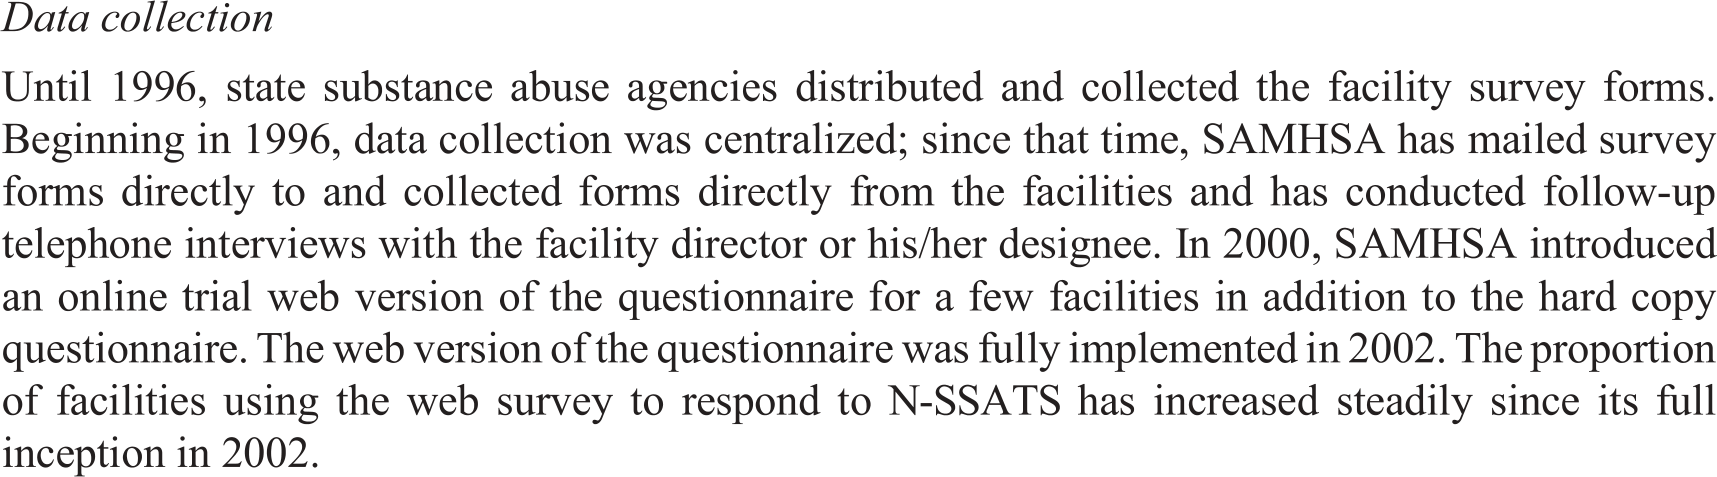 Data collection
Until 1996, state substance abuse agencies distributed and collected the facility survey forms.
Beginning in 1996, data collection was centralized; since that time, SAMHSA has mailed survey
forms directly to and collected forms directly from the facilities and has conducted follow-up
telephone interviews with the facility director or his/her designee. In 2000, SAMHSA introduced
an online trial web version of the questionnaire for a few facilities in addition to the hard copy
questionnaire. The web version of the questionnaire was fully implemented in 2002. The proportion
of facilities using the web survey to respond to N-SSATS has increased steadily since its full
inception in 2002.